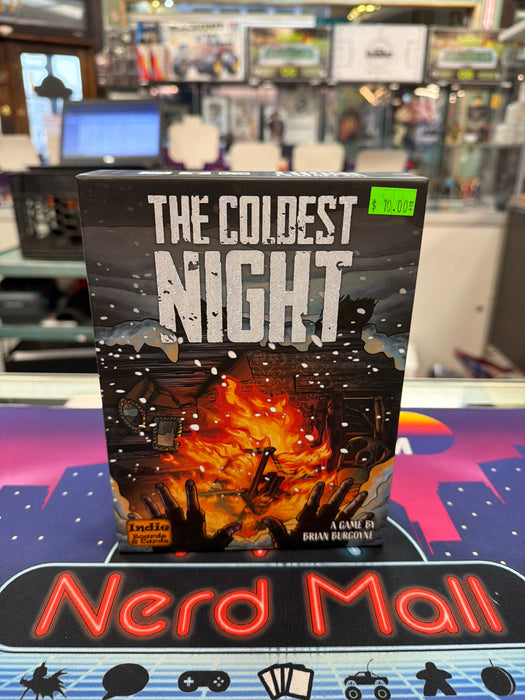 THE COLDEST
NIGHT
$ 10.00
Indie
Boards
& Cards
A GAME BY
BRIAN BURGOYNE
Nerd Mall